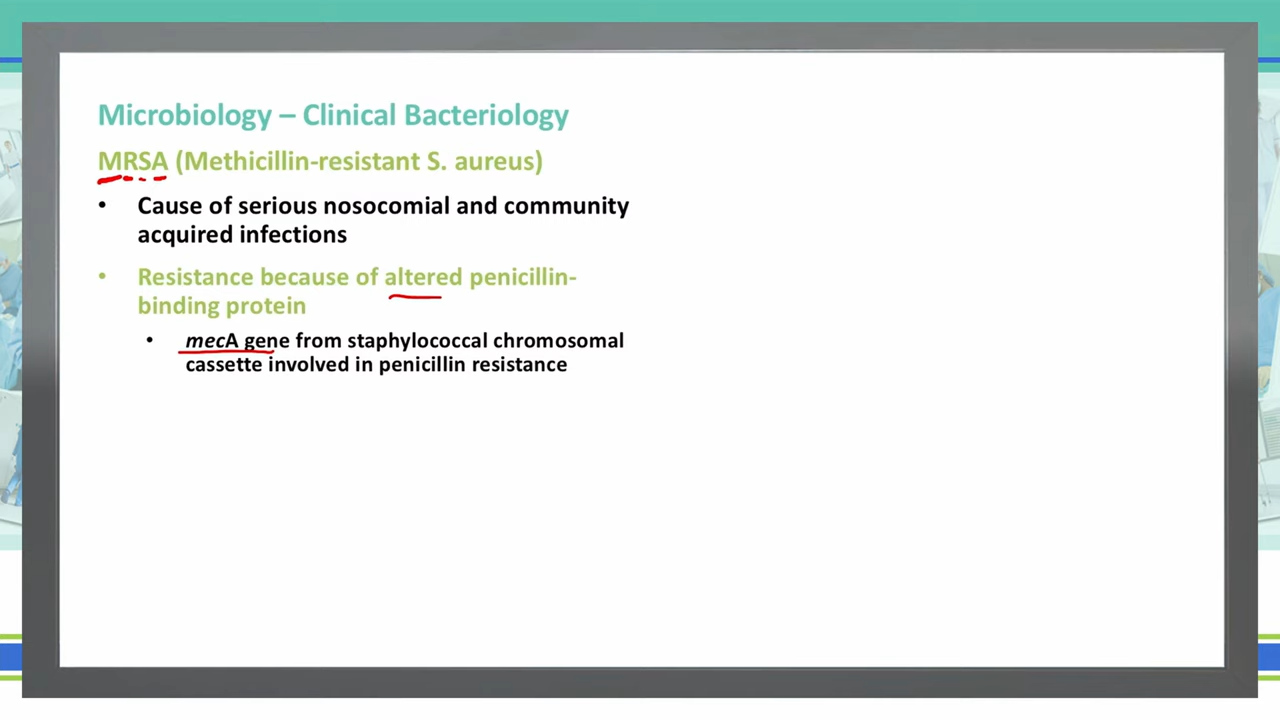 Microbiology – Clinical Bacteriology
MRSA (Methicillin-resistant S. aureus)
• Cause of serious nosocomial and community
acquired infections
• Resistance because of altered penicillin-
binding protein
• mecA gene from staphylococcal chromosomal
cassette involved in penicillin resistance